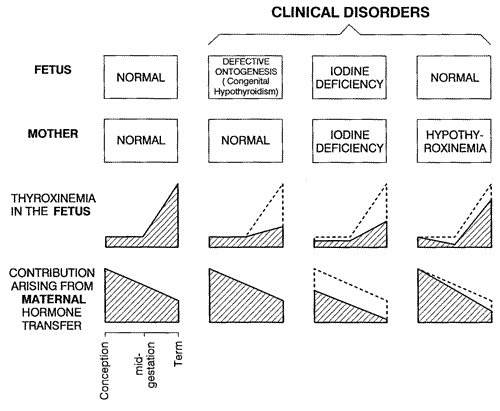 CLINICAL DISORDERS
FETUS
NORMAL
DEFECTIVE
ONTOGENESIS
( Congenital
Hypothyroidism)
IODINE
DEFICIENCY
NORMAL
MOTHER
NORMAL
NORMAL
IODINE
DEFICIENCY
HYPOTHY-
ROXINEMIA
THYROXINEMIA
IN THE FETUS
CONTRIBUTION
ARISING FROM
MATERNAL
HORMONE
TRANSFER
Conception
mid-
gestation
Term